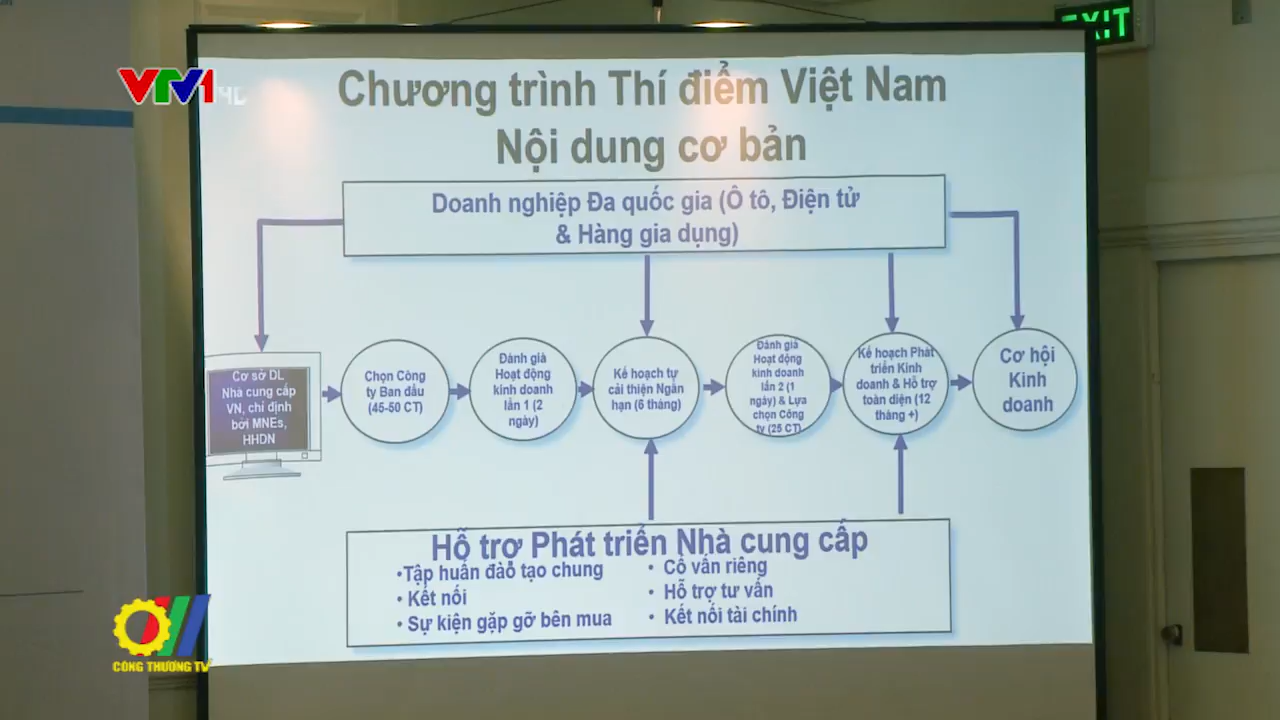 EXIT
VTV1 HD
Chương trình Thí điểm Việt Nam
Nội dung cơ bản
Doanh nghiệp Đa quốc gia (Ô tô, Điện tử
& Hàng gia dụng)
Cơ sở DL
Nhà cung cấp
VN, chỉ định
bởi MNEs,
HHDN
Chọn Công
ty Ban đầu
(45-50 CT)
Đánh giá
Hoạt động
kinh doanh
lần 1 (2
ngày)
Kế hoạch tự
cải thiện Ngắn
hạn (6 tháng)
Đánh giá
Hoạt động
kinh doanh
lần 2 (1
ngày) & Lựa
chọn Công
ty (25 CT)
Kế hoạch Phát
triển Kinh
doanh & Hỗ trợ
toàn diện (12
tháng +)
Cơ hội
Kinh
doanh
Hỗ trợ Phát triển Nhà cung cấp
•Tập huấn đào tạo chung
• Kết nối
• Sự kiện gặp gỡ bên mua
• Cố vấn riêng
• Hỗ trợ tư vấn
• Kết nối tài chính
CÔNG THƯƠNG TV